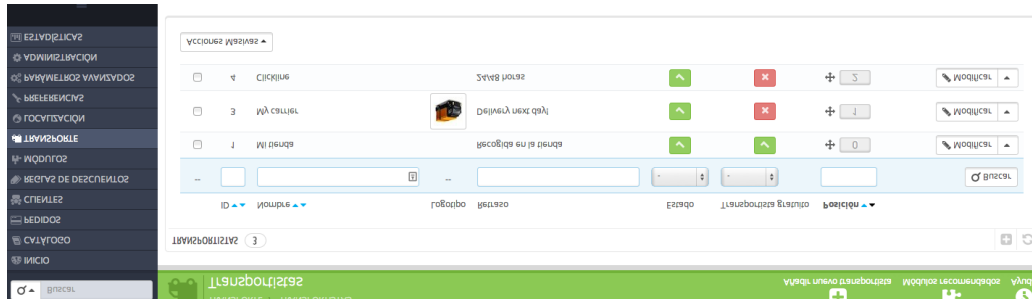 Buscar
INICIO
CATÁLOGO
PEDIDOS
CLIENTES
REGLAS DE DESCUENTOS
MÓDULOS
TRANSPORTE
LOCALIZACIÓN
PREFERENCIAS
PARÁMETROS AVANZADOS
ADMINISTRACIÓN
ESTADÍSTICAS
Transportistas
Añadir nuevo transportista Módulos recomendados Ayud
TRANSPORTISTAS 3
ID Nombre Logotipo Retraso Estado Transportista gratuito Posición
-- -- - - Buscar
1 Mi tienda Recogida en la tienda 0 Modificar
3 My carrier Delivery next day! 1 Modificar
4 Clickline 24/48 horas 2 Modificar
Acciones Masivas